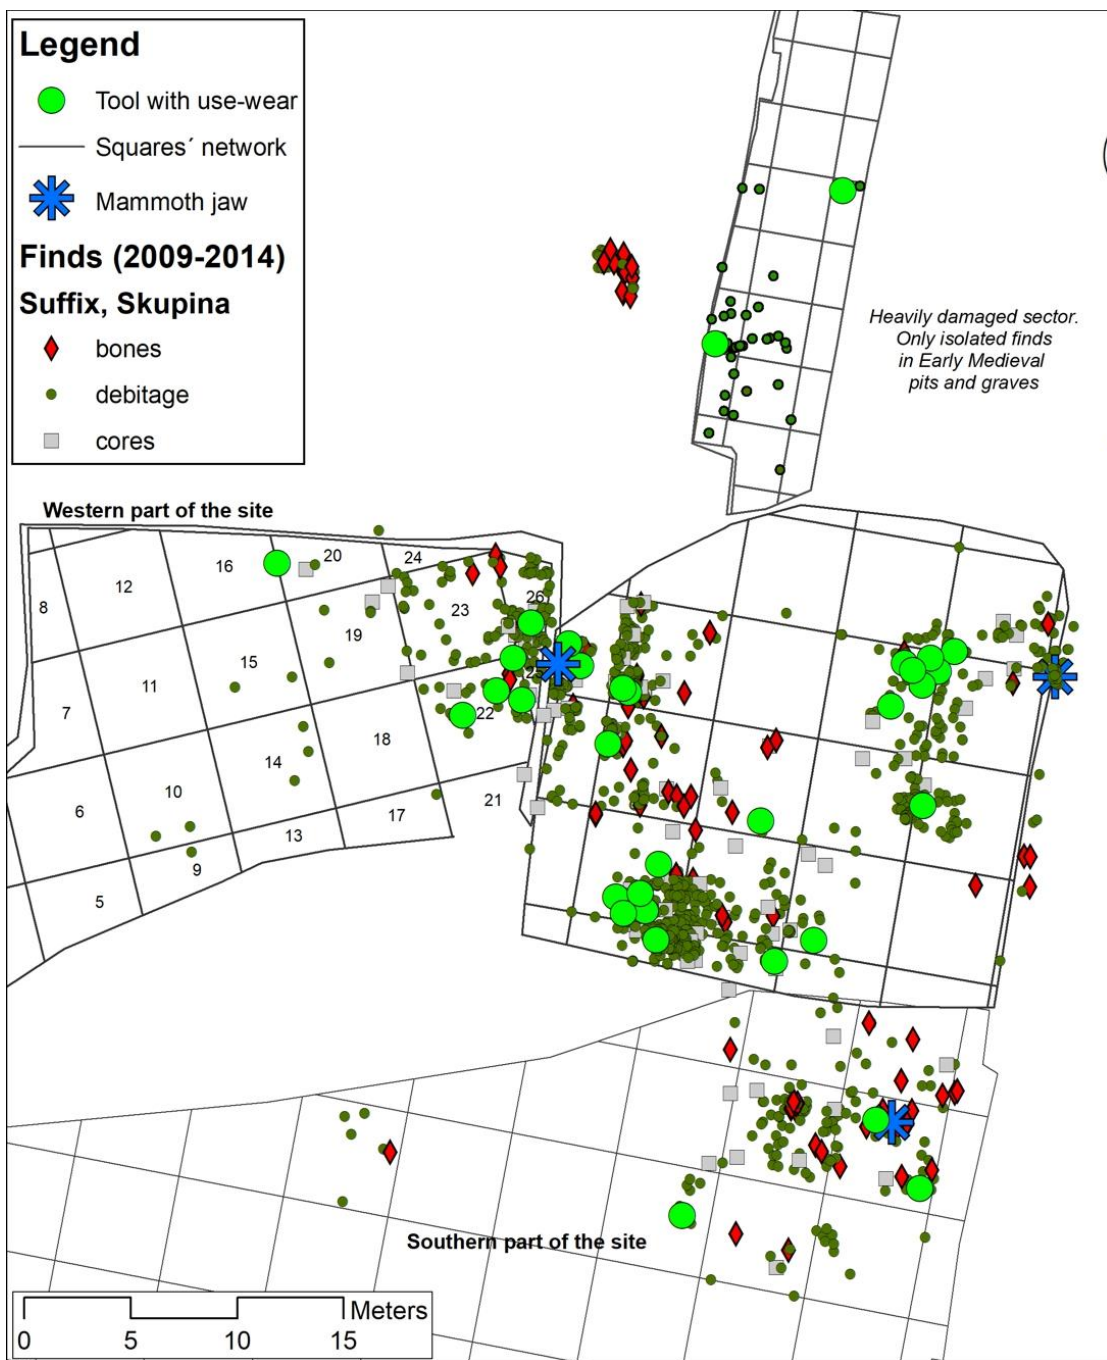 Legend
Tool with use-wear
Squares´ network
Mammoth jaw
Finds (2009-2014)
Suffix, Skupina
bones
debitage
cores
Heavily damaged sector.
Only isolated finds
in Early Medieval
pits and graves
Western part of the site
8
12
16
20
24
26
7
11
15
19
23
25
6
10
14
18
22
5
9
13
17
21
Southern part of the site
Meters
0 5 10 15